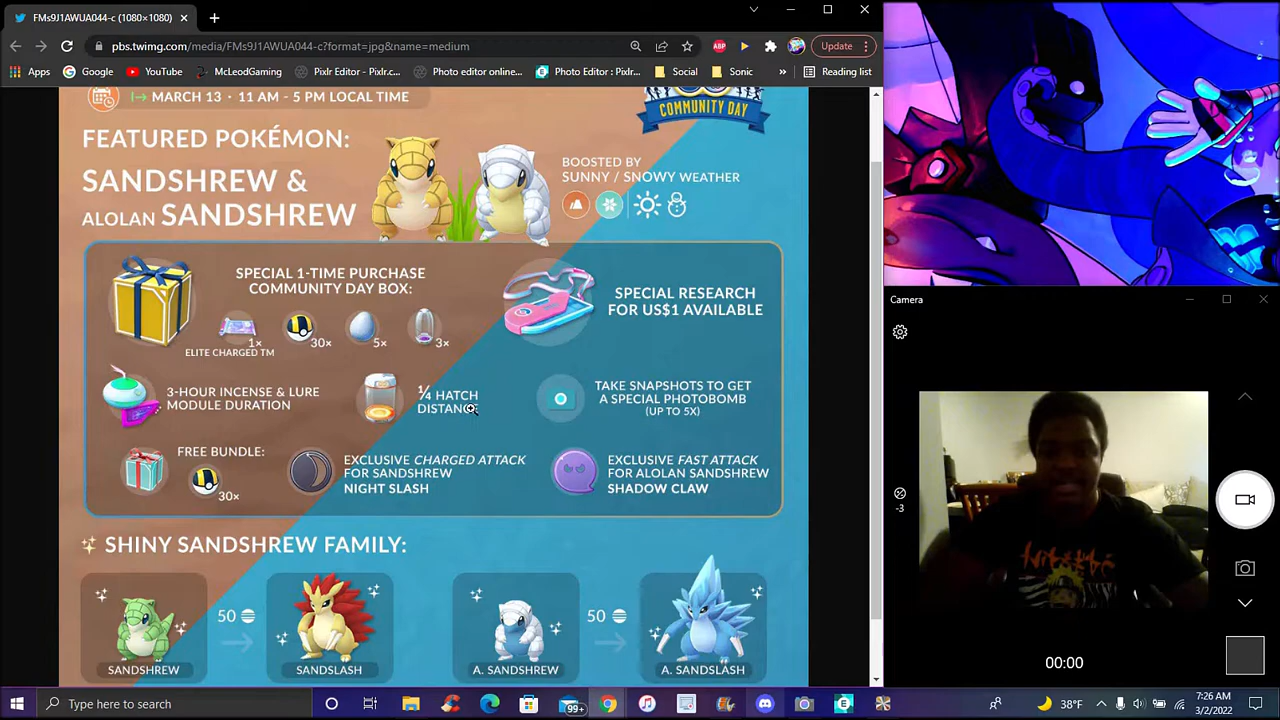 FMs9J1AWUA044-c (1080×1080)
pbs.twimg.com/media/FMs9J1AWUA044-c?format=jpg&name=medium
ABP
Update
Apps
Google
YouTube
McLeodGaming
Pixlr Editor - Pixlr.c...
Photo editor online...
Photo Editor : Pixlr...
Social
Sonic
»
Reading list
MARCH 13 · 11 AM - 5 PM LOCAL TIME
COMMUNITY DAY
FEATURED POKÉMON:
SANDSHREW &
ALOLAN SANDSHREW
BOOSTED BY
SUNNY / SNOWY WEATHER
SPECIAL 1-TIME PURCHASE
COMMUNITY DAY BOX:
1×
30×
5×
3×
ELITE CHARGED TM
SPECIAL RESEARCH
FOR US$1 AVAILABLE
3-HOUR INCENSE & LURE
MODULE DURATION
¼ HATCH
DISTANCE
TAKE SNAPSHOTS TO GET
A SPECIAL PHOTOBOMB
(UP TO 5X)
FREE BUNDLE:
30×
EXCLUSIVE CHARGED ATTACK
FOR SANDSHREW
NIGHT SLASH
EXCLUSIVE FAST ATTACK
FOR ALOLAN SANDSHREW
SHADOW CLAW
SHINY SANDSHREW FAMILY:
50
50
SANDSHREW
SANDSLASH
A. SANDSHREW
A. SANDSLASH
Camera
-3
00:00
Type here to search
99+
38°F
7:26 AM
3/2/2022